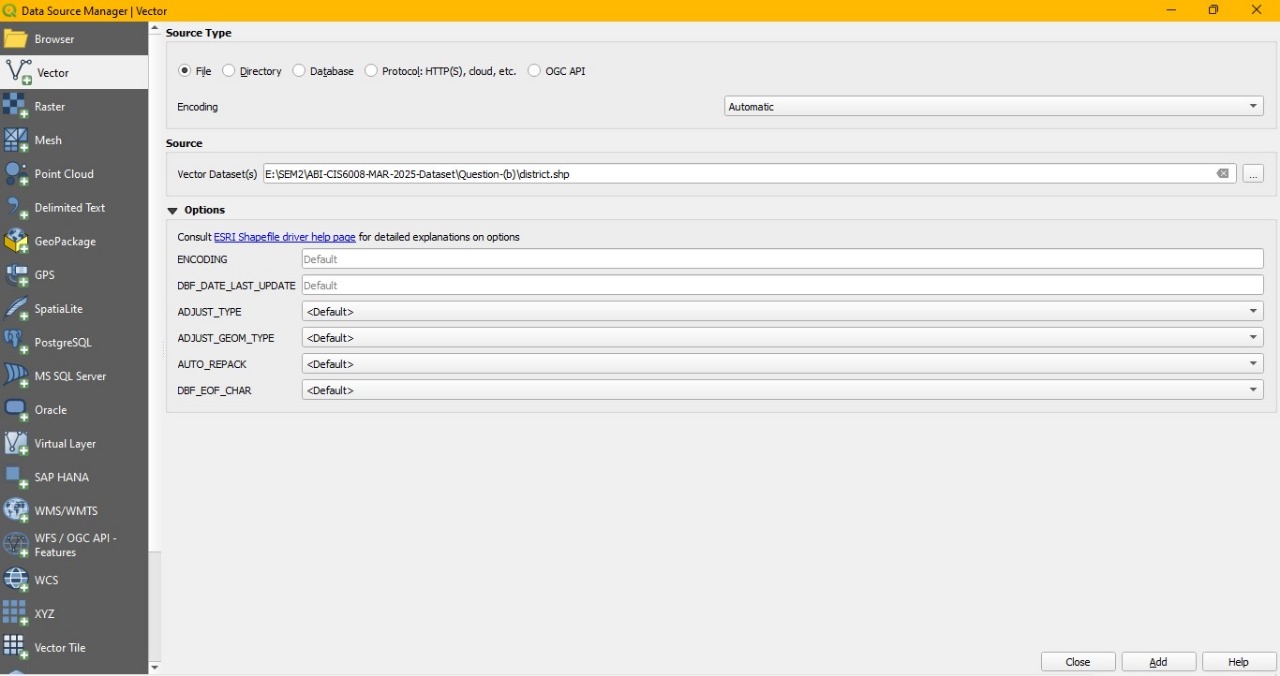 Data Source Manager | Vector
Browser
Vector
Raster
Mesh
Point Cloud
Delimited Text
GeoPackage
GPS
SpatiaLite
PostgreSQL
MS SQL Server
Oracle
Virtual Layer
SAP HANA
WMS/WMTS
WFS / OGC API -
Features
WCS
XYZ
Vector Tile
Source Type
File Directory Database Protocol: HTTP(S), cloud, etc. OGC API
Encoding Automatic
Source
Vector Dataset(s) E:\SEM2\ABI-CIS6008-MAR-2025-Dataset\Question-(b)\district.shp ...
Options
Consult ESRI Shapefile driver help page for detailed explanations on options
ENCODING Default
DBF_DATE_LAST_UPDATE Default
ADJUST_TYPE <Default>
ADJUST_GEOM_TYPE <Default>
AUTO_REPACK <Default>
DBF_EOF_CHAR <Default>
Close Add Help